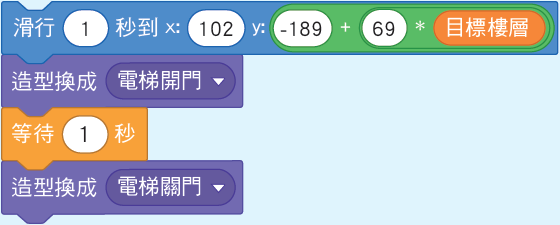 滑行 1 秒到 x: 102 y: -189 + 69 * 目標樓層
造型換成 電梯開門
等待 1 秒
造型換成 電梯關門